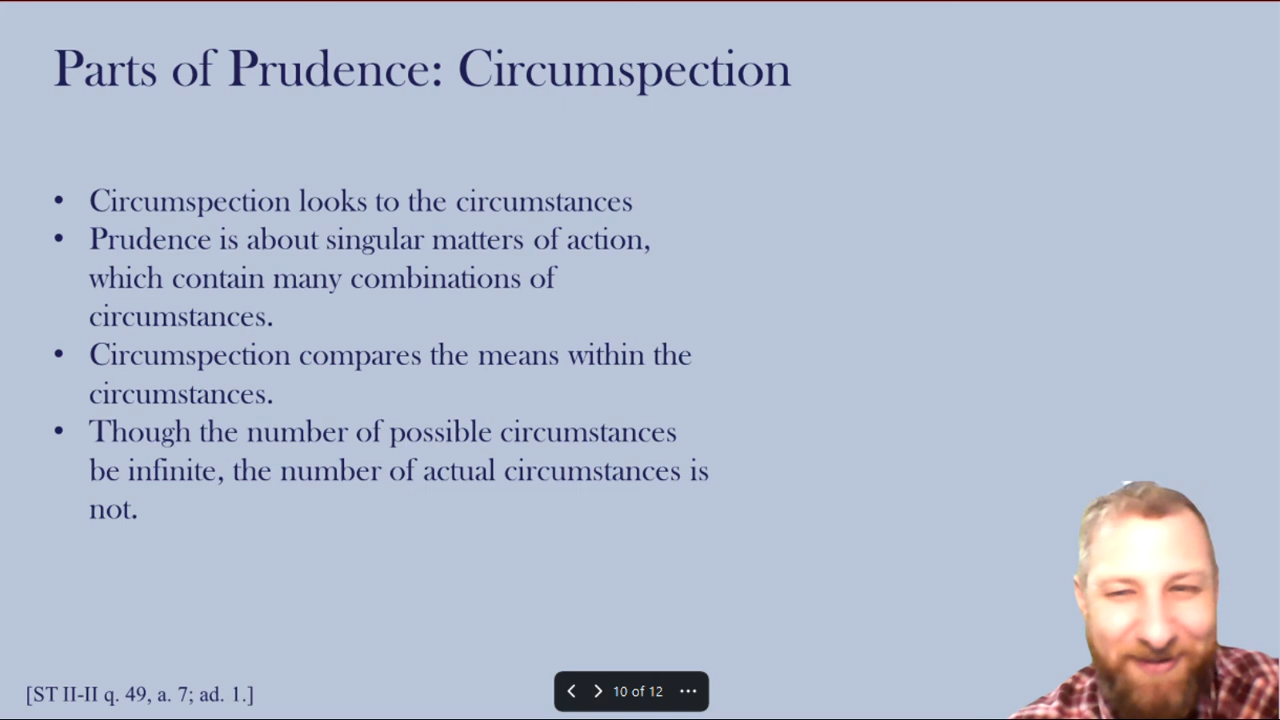 Parts of Prudence: Circumspection
• Circumspection looks to the circumstances
• Prudence is about singular matters of action,
which contain many combinations of
circumstances.
• Circumspection compares the means within the
circumstances.
• Though the number of possible circumstances
be infinite, the number of actual circumstances is
not.
[ST II-II q. 49, a. 7; ad. 1.]
10 of 12